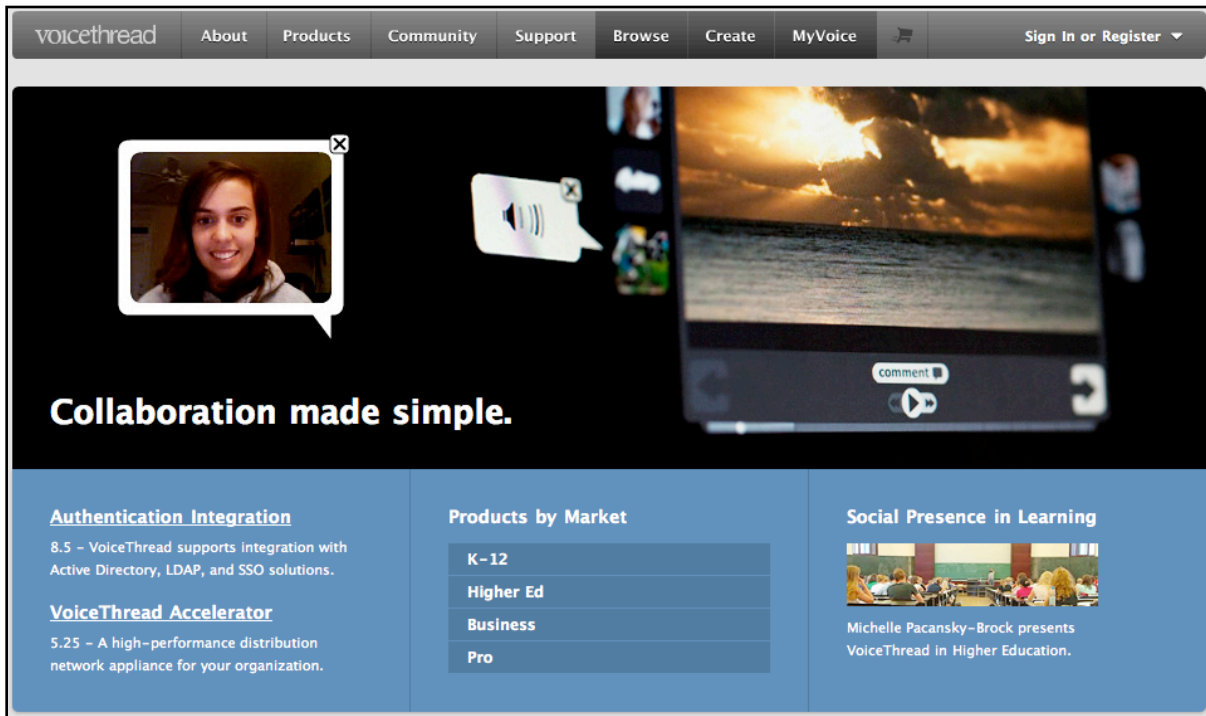 voicethread
About
Products
Community
Support
Browse
Create
MyVoice
Sign In or Register
comment
Collaboration made simple.
Authentication Integration
8.5 – VoiceThread supports integration with
Active Directory, LDAP, and SSO solutions.
VoiceThread Accelerator
5.25 – A high-performance distribution
network appliance for your organization.
Products by Market
K-12
Higher Ed
Business
Pro
Social Presence in Learning
Michelle Pacansky-Brock presents
VoiceThread in Higher Education.